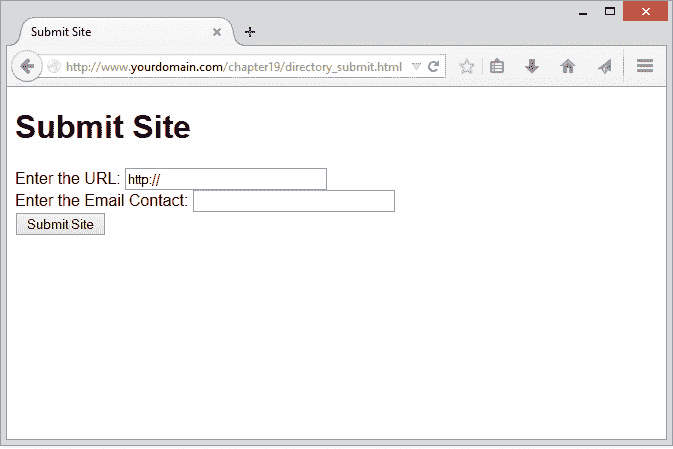 Submit Site
http://www.yourdomain.com/chapter19/directory_submit.html
Submit Site
Enter the URL: http://
Enter the Email Contact:
Submit Site